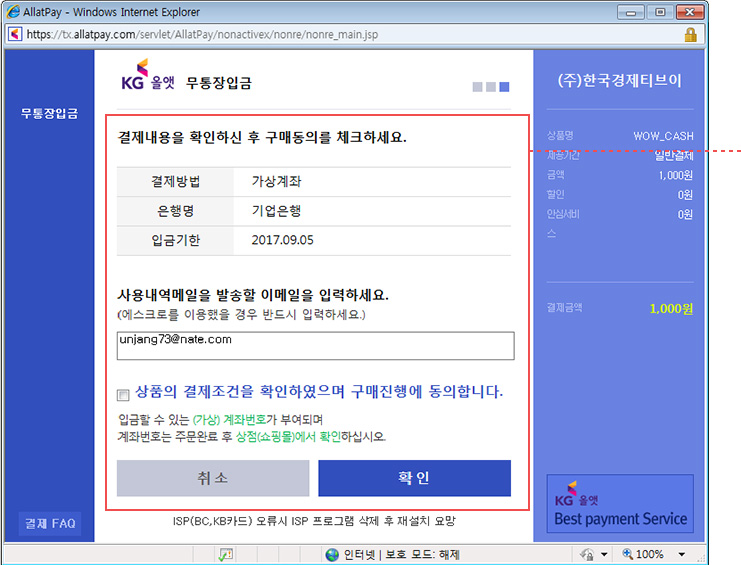 AllatPay - Windows Internet Explorer
https://tx.allatpay.com/servlet/AllatPay/nonactivex/nonre/nonre_main.jsp
무통장입금
KG 올앳 무통장입금
결제내용을 확인하신 후 구매동의를 체크하세요.
결제방법 가상계좌
은행명 기업은행
입금기한 2017.09.05
사용내역메일을 발송할 이메일을 입력하세요.
(에스크로를 이용했을 경우 반드시 입력하세요.)
unjang73@nate.com
상품의 결제조건을 확인하였으며 구매진행에 동의합니다.
입금할 수 있는 (가상) 계좌번호가 부여되며
계좌번호는 주문완료 후 상점(쇼핑몰)에서 확인하십시오.
취소 확인
ISP(BC,KB카드) 오류시 ISP 프로그램 삭제 후 재설치 요망
결제 FAQ
(주)한국경제티브이
상품명 WOW_CASH
제공기간 일반결제
금액 1,000원
할인 0원
안심서비 0원
스
결제금액 1,000원
KG 올앳
Best payment Service
인터넷 | 보호 모드: 해제
100%